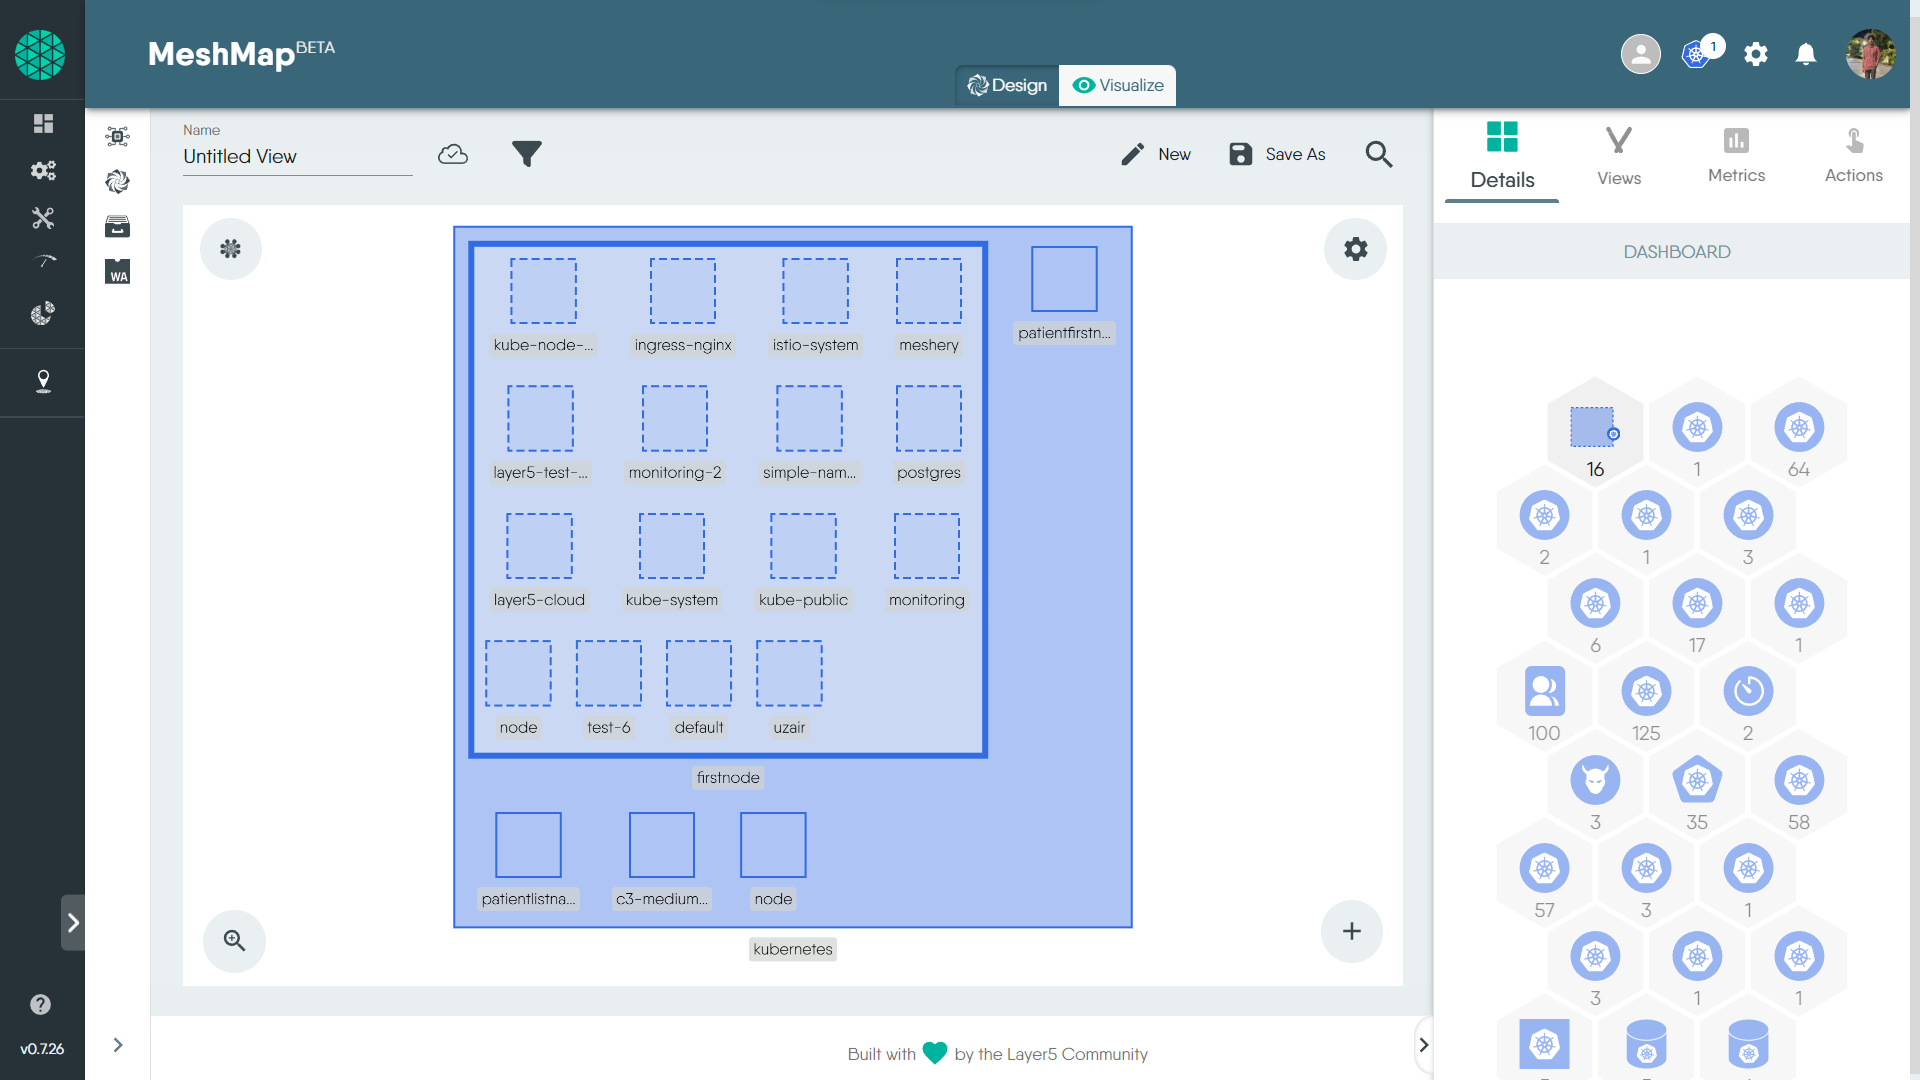 MeshMap BETA
1
Design
Visualize
Name
Untitled View
New
Save As
Details
Views
Metrics
Actions
DASHBOARD
WA
kube-node-...
ingress-nginx
istio-system
meshery
patientfirstn...
layer5-test-...
monitoring-2
simple-nam...
postgres
layer5-cloud
kube-system
kube-public
monitoring
node
test-6
default
uzair
firstnode
patientlistna...
c3-medium...
node
kubernetes
16
1
64
2
1
3
6
17
1
100
125
2
3
35
58
57
3
1
3
1
1
v0.7.26
Built with
by the Layer5 Community